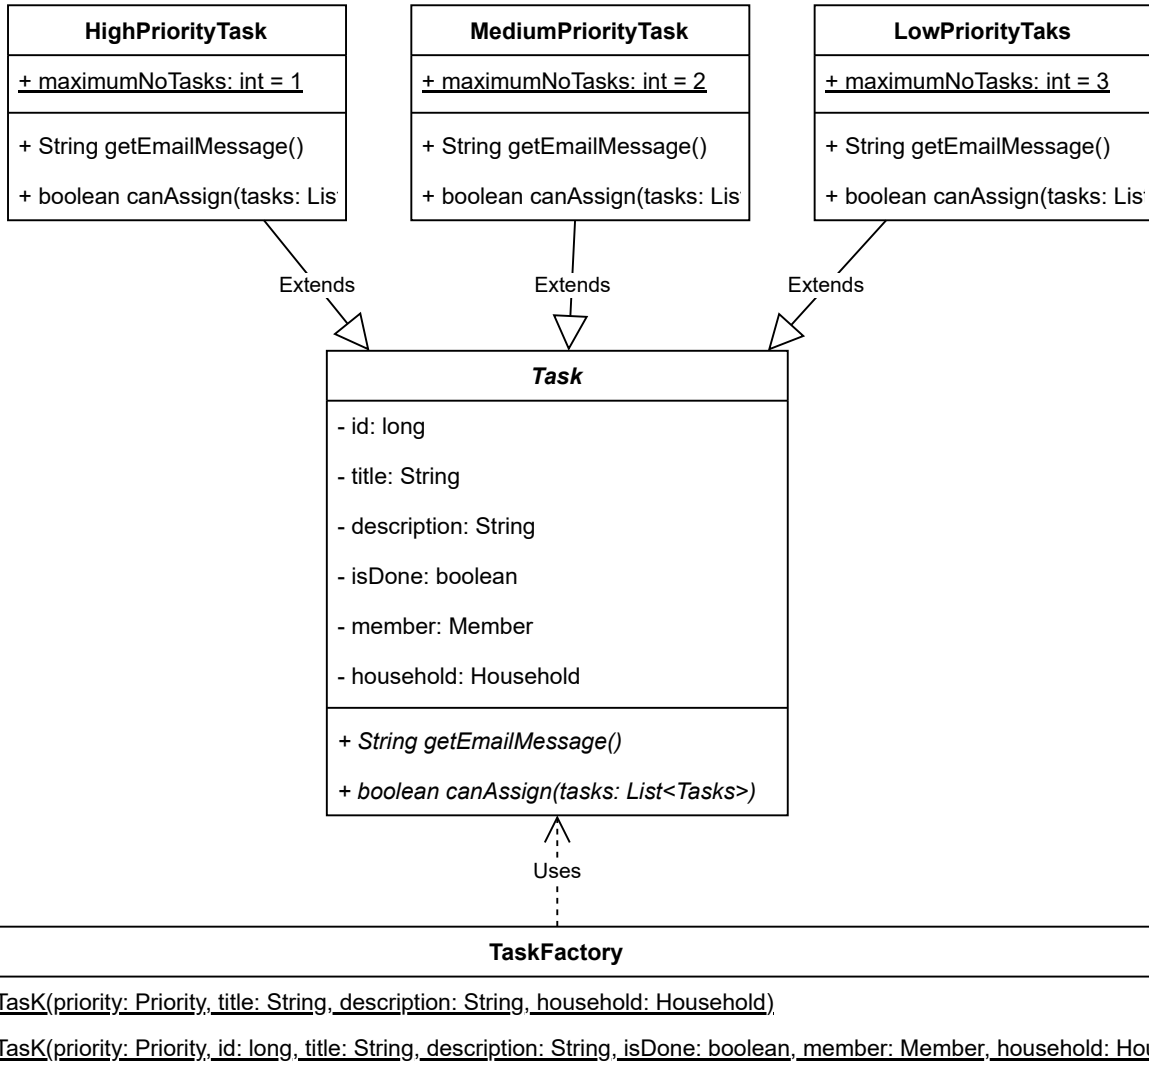 HighPriorityTask
+ maximumNoTasks: int = 1
+ String getEmailMessage()
+ boolean canAssign(tasks: Lis
MediumPriorityTask
+ maximumNoTasks: int = 2
+ String getEmailMessage()
+ boolean canAssign(tasks: Lis
LowPriorityTaks
+ maximumNoTasks: int = 3
+ String getEmailMessage()
+ boolean canAssign(tasks: Lis
Extends
Extends
Extends
Task
- id: long
- title: String
- description: String
- isDone: boolean
- member: Member
- household: Household
+ String getEmailMessage()
+ boolean canAssign(tasks: List<Tasks>)
Uses
TaskFactory
TasK(priority: Priority, title: String, description: String, household: Household)
TasK(priority: Priority, id: long, title: String, description: String, isDone: boolean, member: Member, household: Hou